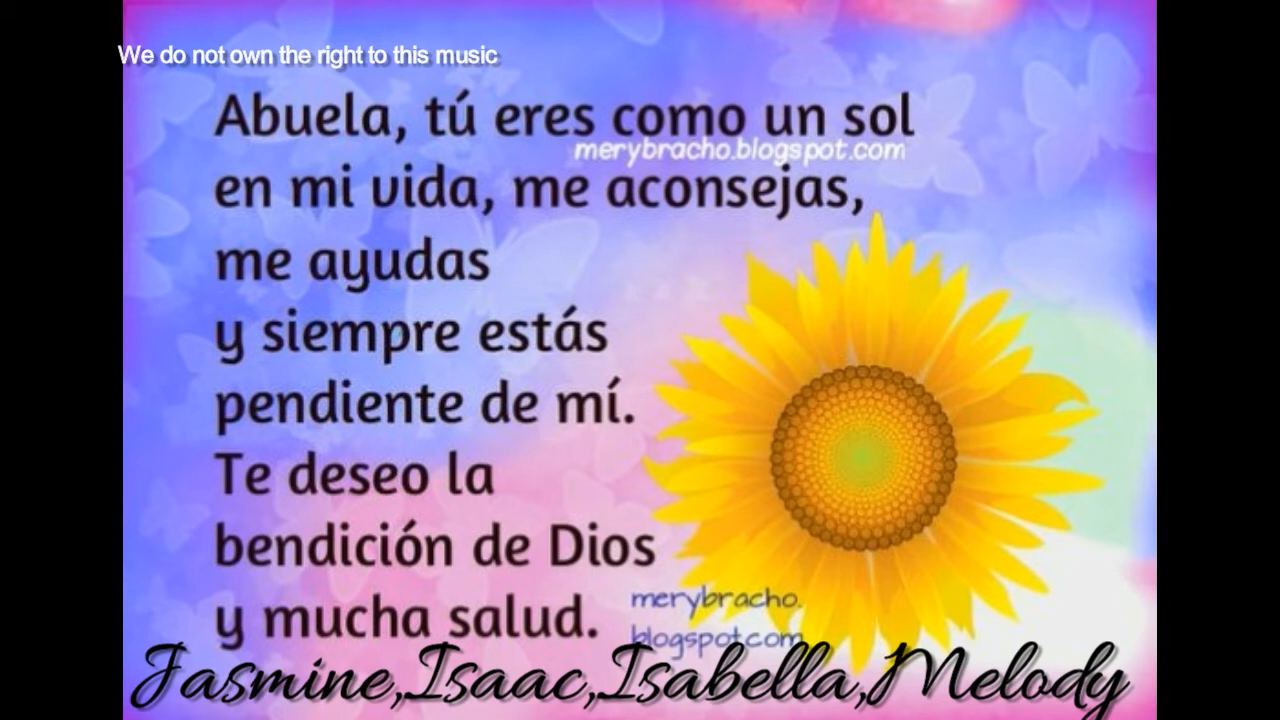 We do not own the right to this music
Abuela, tú eres como un sol
merybracho.blogspot.com
en mi vida, me aconsejas,
me ayudas
y siempre estás
pendiente de mí.
Te deseo la
bendición de Dios
merybracho.
y mucha salud.
blogspot.com
Jasmine,Isaac,Isabella,Melody